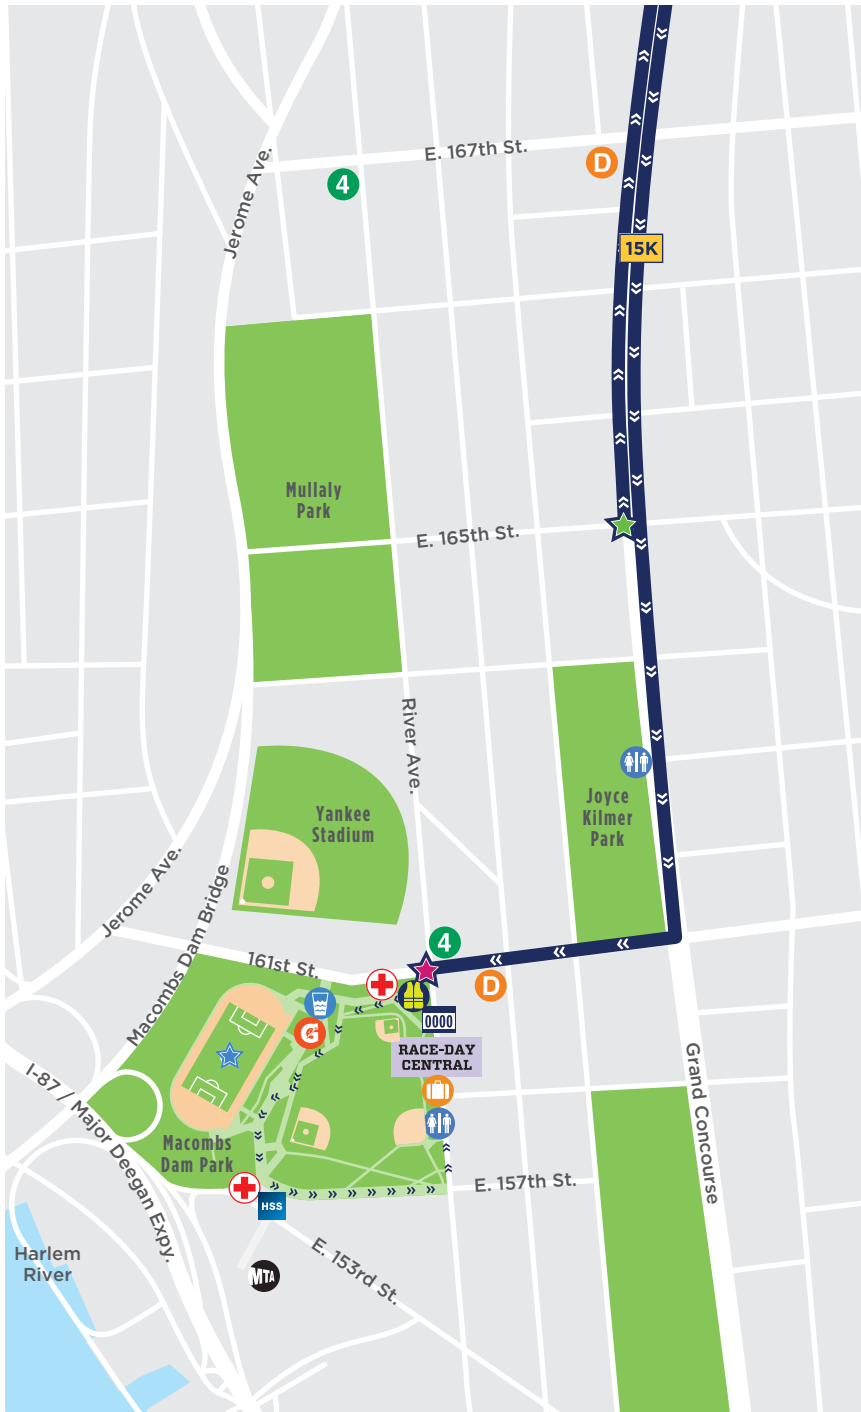 E. 167th St.
D
Jerome Ave.
4
15K
Mullaly
Park
E. 165th St.
River Ave.
Joyce
Kilmer
Park
Yankee
Stadium
Jerome Ave.
Macombs Dam Bridge
4
161st St.
D
G
0000
RACE-DAY
CENTRAL
I-87 / Major Deegan Expy.
Grand Concourse
Macombs
Dam Park
E. 157th St.
HSS
Harlem
River
E. 153rd St.
MTA